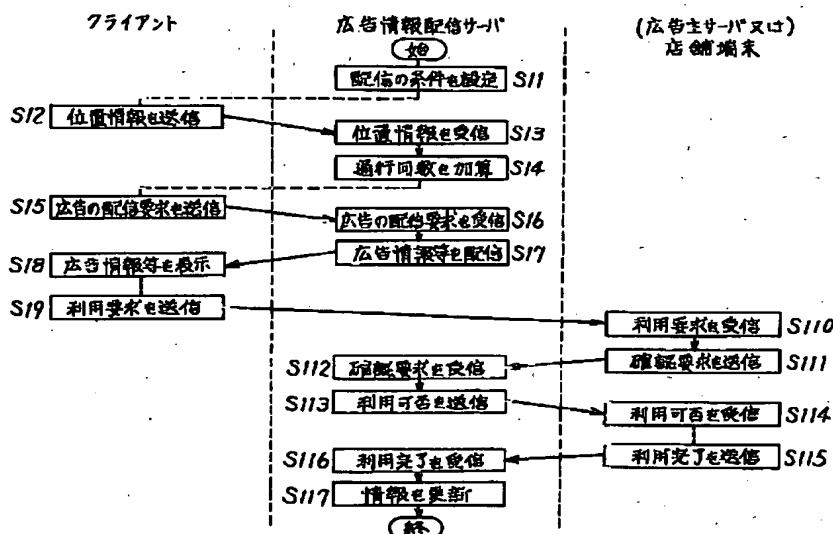 クライアント
広告情報配信サーバ
(広告主サーバ又は)
店舗端末
始
配信の条件を設定 S11
S12 位置情報を送信
位置情報を受信 S13
通行回数を加算 S14
S15 広告の配信要求を送信
広告の配信要求を受信 S16
広告情報等を配信 S17
S18 広告情報等を表示
S19 利用要求を送信
利用要求を受信 S110
確認要求を送信 S111
S112 確認要求を受信
S113 利用可否を送信
利用可否を受信 S114
利用完了を送信 S115
S116 利用完了を受信
S117 情報を更新
終